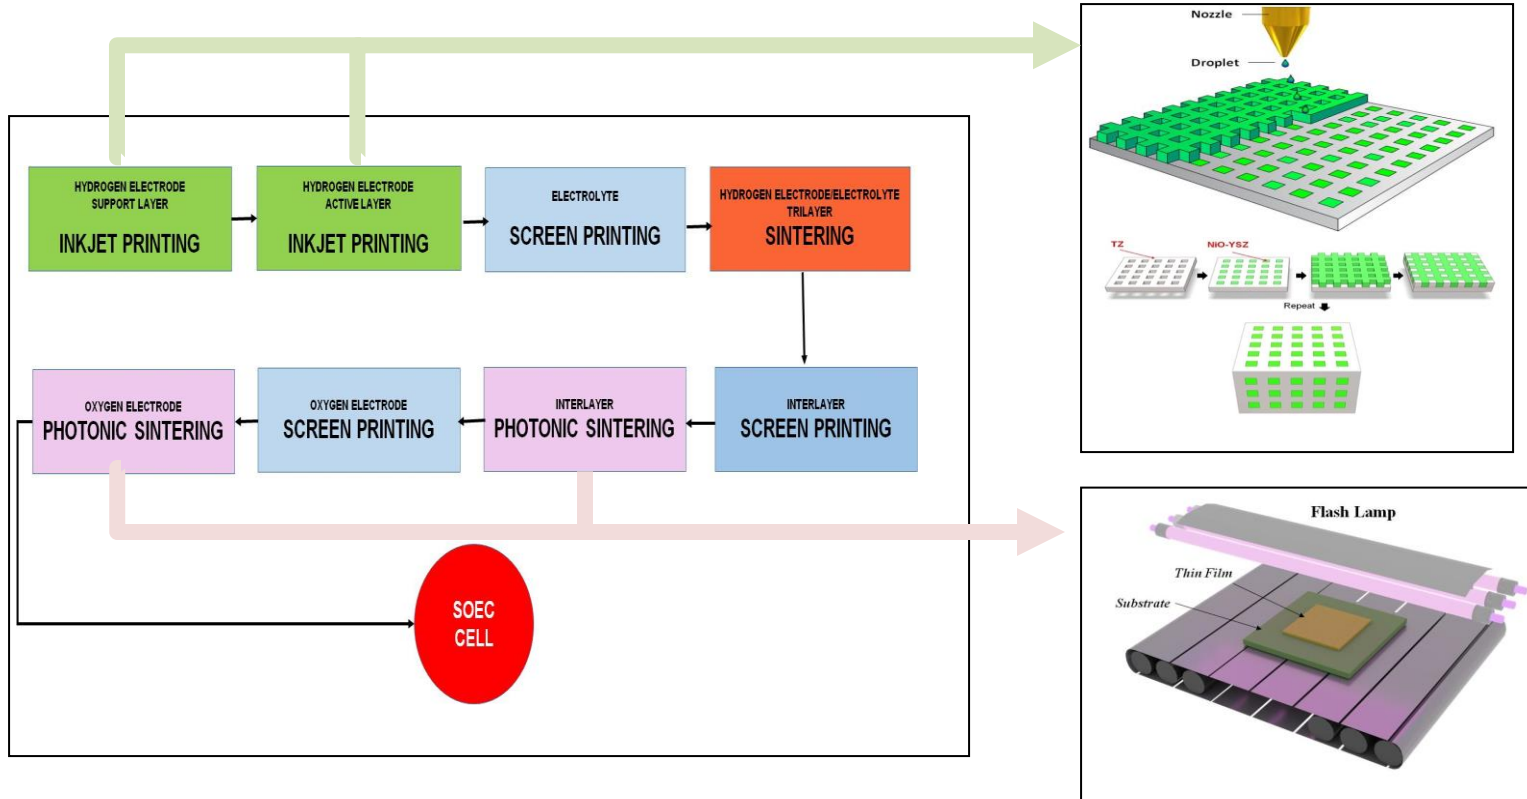 HYDROGEN ELECTRODE
SUPPORT LAYER
INKJET PRINTING
HYDROGEN ELECTRODE
ACTIVE LAYER
INKJET PRINTING
ELECTROLYTE
SCREEN PRINTING
HYDROGEN ELECTRODE/ELECTROLYTE
TRILAYER
SINTERING
OXYGEN ELECTRODE
PHOTONIC SINTERING
OXYGEN ELECTRODE
SCREEN PRINTING
INTERLAYER
PHOTONIC SINTERING
INTERLAYER
SCREEN PRINTING
SOEC
CELL
Nozzle
Droplet
TZ
NiO-YSZ
Repeat
Flash Lamp
Thin Film
Substrate